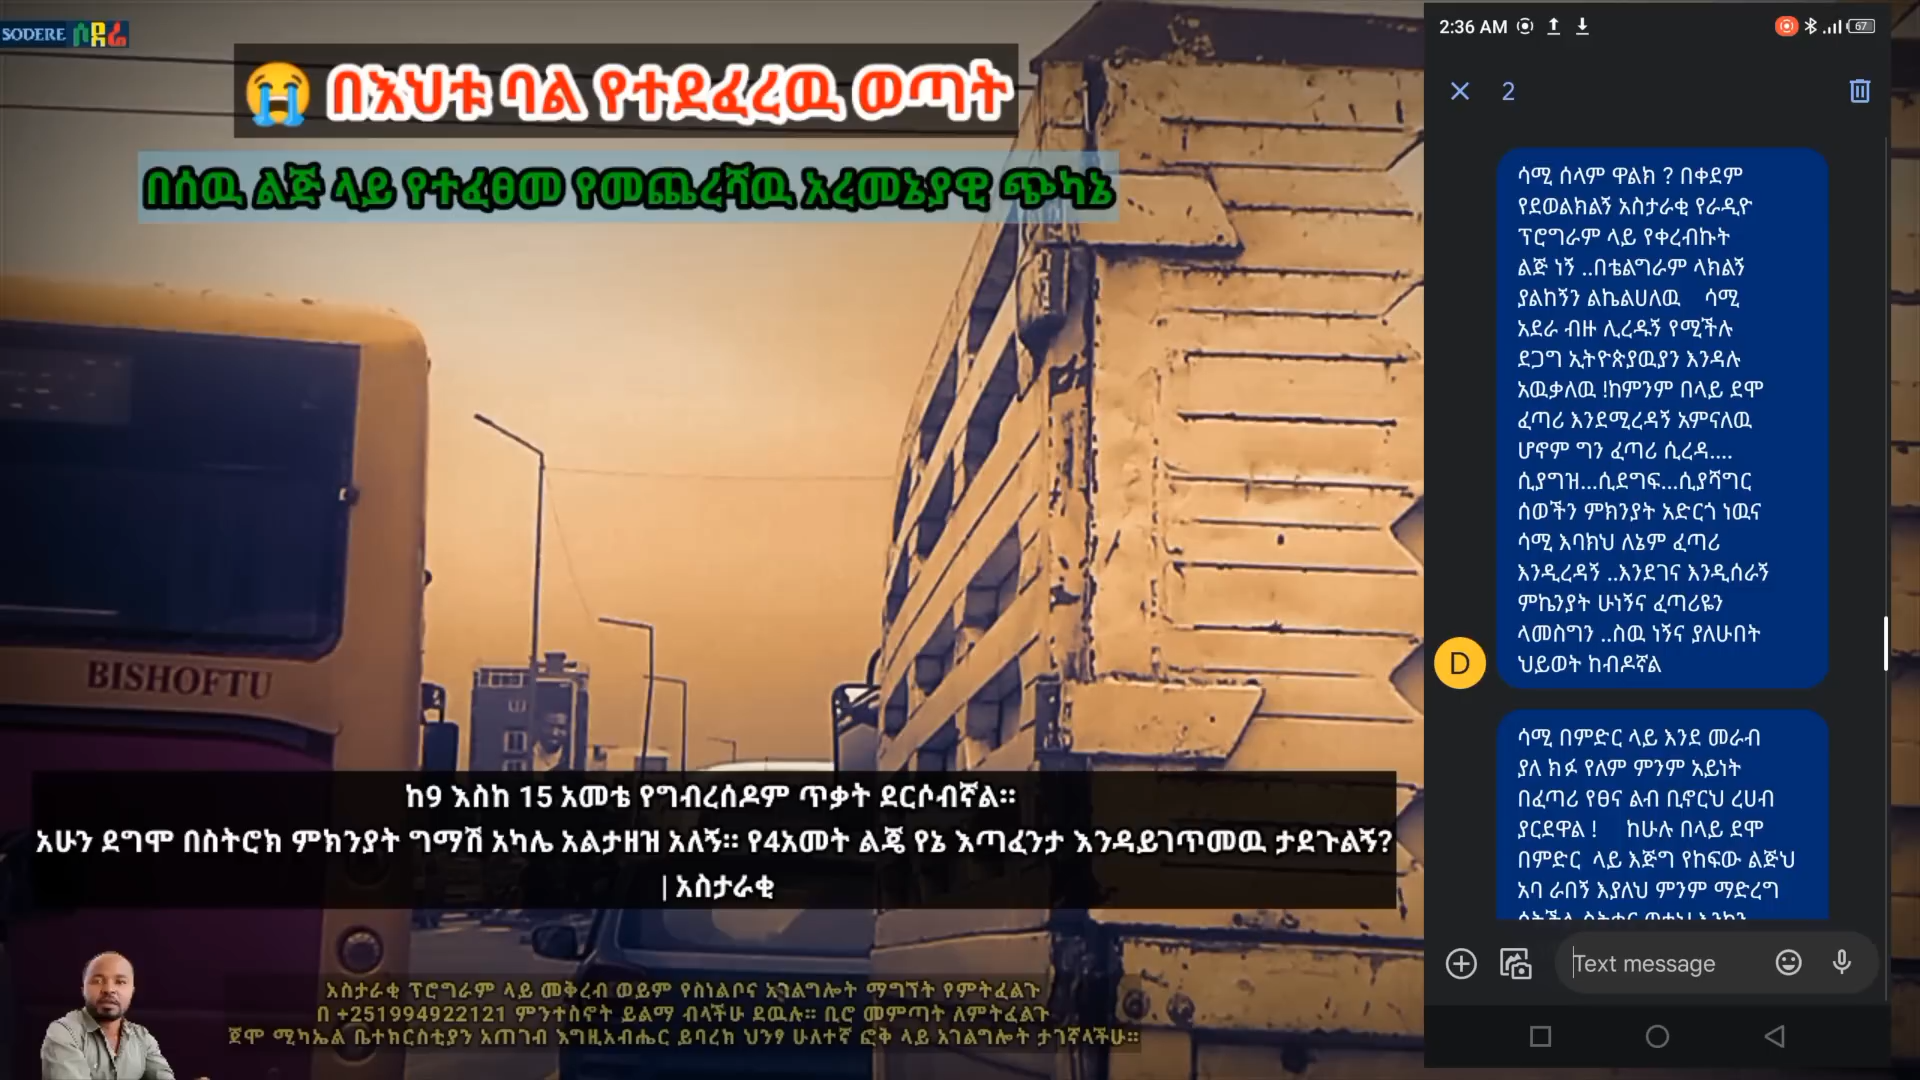 SODERE ሶደሬ
በእህቱ ባል የተደፈረዉ ወጣት
በሰዉ ልጅ ላይ የተፈፀመ የመጨረሻዉ አረመኔያዊ ጭካኔ
BISHOFTU
ከ9 እስከ 15 አመቴ የግብረሰዶም ጥቃት ደርሶብኛል።
አሁን ደግሞ በስትሮክ ምክንያት ግማሽ አካሌ አልታዘዝ አለኝ። የ4አመት ልጄ የኔ እጣፈንታ እንዳይገጥመዉ ታደጉልኝ?
| አስታራቂ
አስታራቂ ፕሮግራም ላይ መቅረብ ወይም የስነልቦና አገልግሎት ማግኘት የምትፈልጉ
በ +251994922121 ምንተስኖት ይልማ ብላችሁ ደዉሉ። ቢሮ መምጣት ለምትፈልጉ
ጀሞ ሚካኤል ቤተክርስቲያን አጠገብ እግዚአብሔር ይባረክ ህንፃ ሁለተኛ ፎቅ ላይ አገልግሎት ታገኛላችሁ።
2:36 AM 67
2
ሳሚ ሰላም ዋልክ ? በቀደም
የደወልክልኝ አስታራቂ የራዲዮ
ፕሮግራም ላይ የቀረብኩት
ልጅ ነኝ ..በቴልግራም ላክልኝ
ያልከኝን ልኬልሀለዉ ሳሚ
አደራ ብዙ ሊረዱኝ የሚችሉ
ደጋግ ኢትዮጵያዉያን እንዳሉ
አዉቃለዉ !ከምንም በላይ ደሞ
ፈጣሪ እንደሚረዳኝ አምናለዉ
ሆኖም ግን ፈጣሪ ሲረዳ....
ሲያግዝ...ሲደግፍ...ሲያሻግር
ሰወችን ምክንያት አድርጎ ነዉና
ሳሚ እባክህ ለኔም ፈጣሪ
እንዲረዳኝ ..እንደገና እንዲሰራኝ
ምኬንያት ሁነኝና ፈጣሪዬን
ላመስግን ..ስዉ ነኝና ያለሁበት
ህይወት ከብዶኛል
D
ሳሚ በምድር ላይ እንደ መራብ
ያለ ክፉ የለም ምንም አይነት
በፈጣሪ የፀና ልብ ቢኖርህ ረሀብ
ያርደዋል ! ከሁሉ በላይ ደሞ
በምድር ላይ እጅግ የከፍው ልጅህ
አባ ራበኝ እያለህ ምንም ማድረግ
Text message